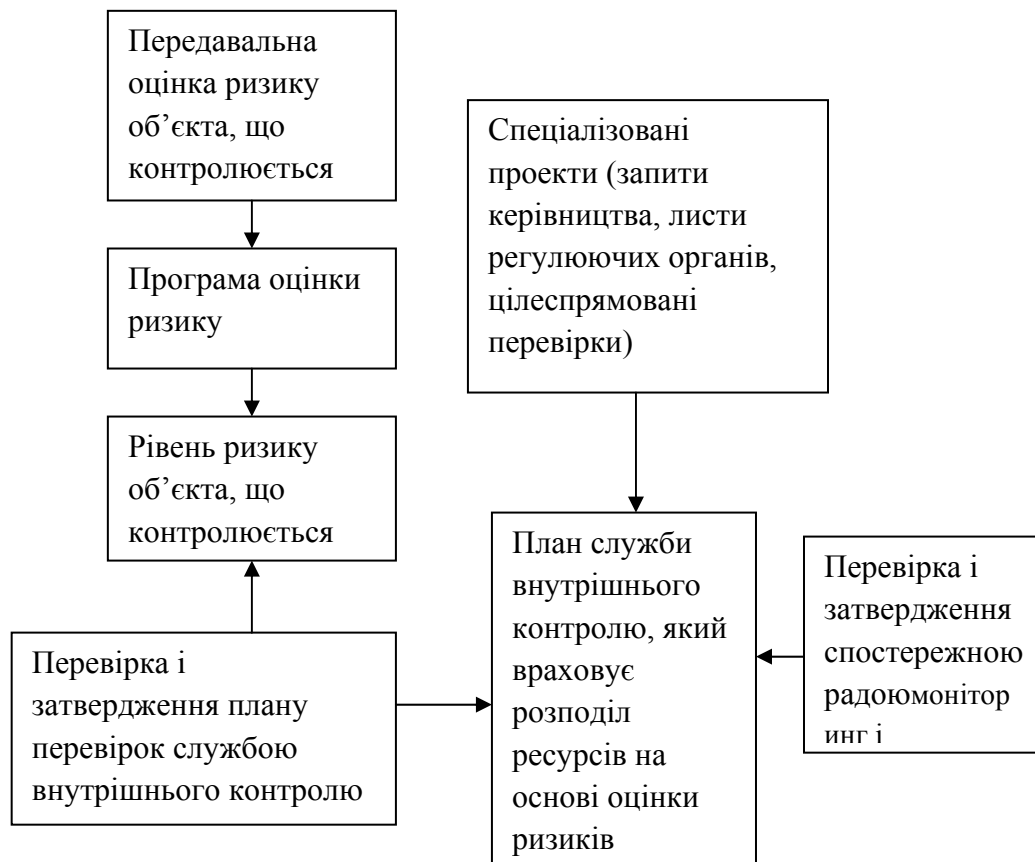 Передавальна
оцінка ризику
об’єкта, що
контролюється
Програма оцінки
ризику
Рівень ризику
об’єкта, що
контролюється
Перевірка і
затвердження плану
перевірок службою
внутрішнього контролю
Спеціалізовані
проекти (запити
керівництва, листи
регулюючих органів,
цілеспрямовані
перевірки)
План служби
внутрішнього
контролю, який
враховує
розподіл
ресурсів на
основі оцінки
ризиків
Перевірка і
затвердження
спостережною
радоюмонітор
инг і